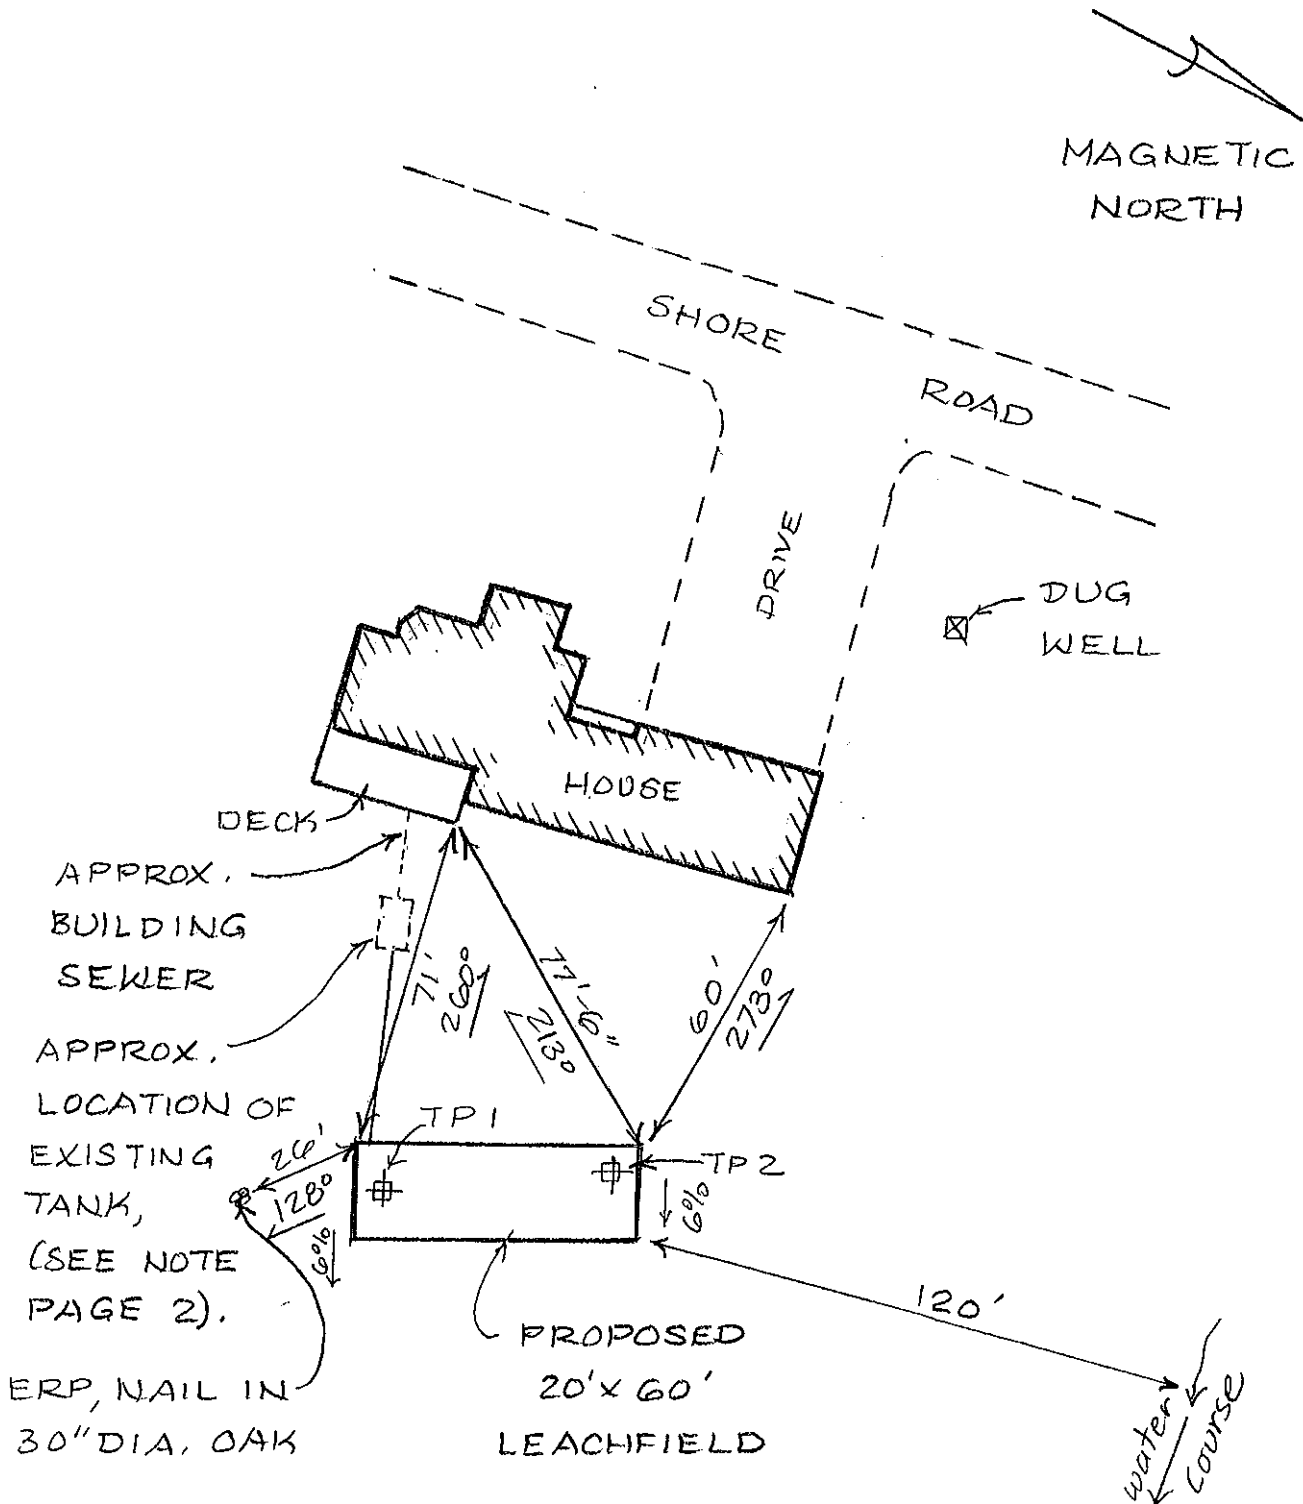 MAGNETIC
NORTH
SHORE
ROAD
DRIVE
DUG
WELL
HOUSE
DECK
APPROX.
BUILDING
SEWER
71'
260°
77'-6"
213°
60'
273°
APPROX.
LOCATION OF
EXISTING
TANK,
(SEE NOTE
PAGE 2).
TP1
TP2
26'
128°
6%
6%
120'
PROPOSED
20'x 60'
LEACHFIELD
ERP, NAIL IN
30"DIA. OAK
water
course